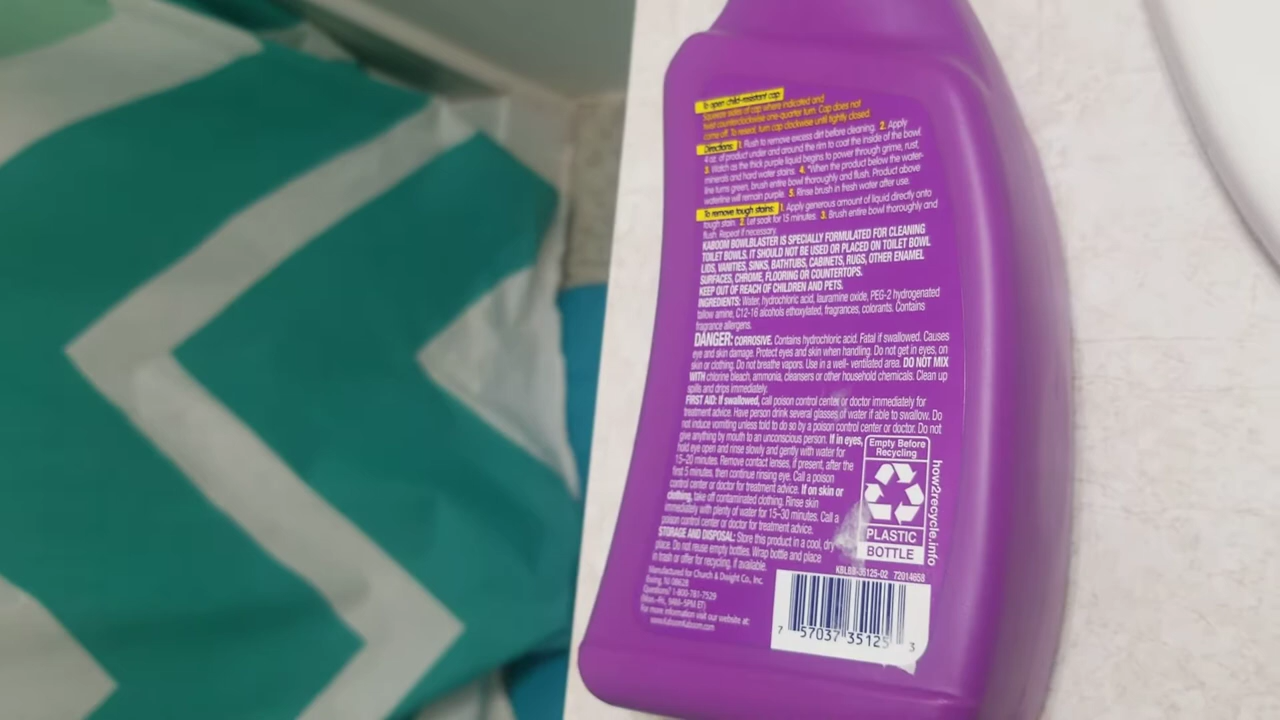 To open child-resistant cap
Squeeze sides of cap where indicated and
twist counterclockwise one-quarter turn. Cap does not
come off. To reseal, turn cap clockwise until tightly closed
Directions: 1. Flush to remove excess dirt before cleaning. 2. Apply
4 oz. of product under and around the rim to coat the inside of the bowl.
3. Watch as the thick purple liquid begins to power through grime, rust,
minerals and hard water stains. 4. *When the product below the water-
line turns green, brush entire bowl thoroughly and flush. Product above
waterline will remain purple. 5. Rinse brush in fresh water after use.
To remove tough stains: 1. Apply generous amount of liquid directly onto
tough stain. 2. Let soak for 15 minutes. 3. Brush entire bowl thoroughly and
flush. Repeat if necessary.
KABOOM BOWLBLASTER IS SPECIALLY FORMULATED FOR CLEANING
TOILET BOWLS. IT SHOULD NOT BE USED OR PLACED ON TOILET BOWL
LIDS, VANITIES, SINKS, BATHTUBS, CABINETS, RUGS, OTHER ENAMEL
SURFACES, CHROME, FLOORING OR COUNTERTOPS.
KEEP OUT OF REACH OF CHILDREN AND PETS.
INGREDIENTS: Water, hydrochloric acid, lauramine oxide, PEG-2 hydrogenated
tallow amine, C12-16 alcohols ethoxylated, fragrances, colorants. Contains
fragrance allergens.
DANGER: CORROSIVE. Contains hydrochloric acid. Fatal if swallowed. Causes
eye and skin damage. Protect eyes and skin when handling. Do not get in eyes, on
skin or clothing. Do not breathe vapors. Use in a well- ventilated area. DO NOT MIX
WITH chlorine bleach, ammonia, cleansers or other household chemicals. Clean up
spills and drips immediately.
FIRST AID: If swallowed, call poison control center or doctor immediately for
treatment advice. Have person drink several glasses of water if able to swallow. Do
not induce vomiting unless told to do so by a poison control center or doctor. Do not
give anything by mouth to an unconscious person. If in eyes,
hold eye open and rinse slowly and gently with water for
15-20 minutes. Remove contact lenses, if present, after the
first 5 minutes, then continue rinsing eye. Call a poison
control center or doctor for treatment advice. If on skin or
clothing, take off contaminated clothing. Rinse skin
immediately with plenty of water for 15-30 minutes. Call a
poison control center or doctor for treatment advice.
STORAGE AND DISPOSAL: Store this product in a cool, dry
place. Do not reuse empty bottles. Wrap bottle and place
in trash or offer for recycling, if available.
Empty Before
Recycling
PLASTIC
BOTTLE
how2recycle.info
Manufactured for Church & Dwight Co., Inc.
Ewing, NJ 08628
Questions? 1-800-781-7529
(Mon.-Fri., 9AM-5PM ET)
For more information visit our website at:
www.KaboomKaboom.com
KBLBB-35125-02 72014658
7 57037 35125 3